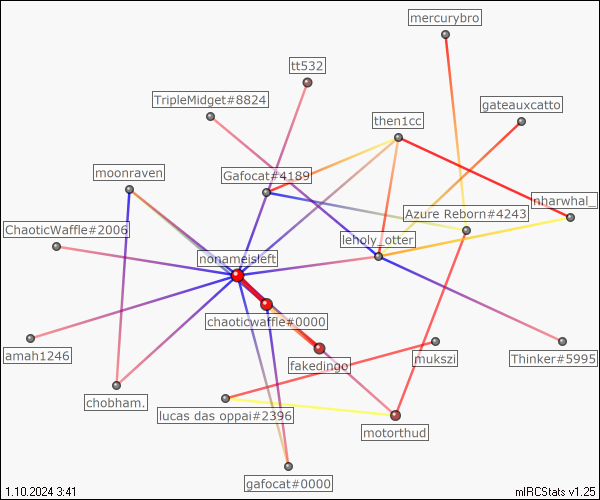 mercurybro
tt532
TripleMidget#8824
gateauxcatto
then1cc
moonraven
Gafocat#4189
nharwhal_
Azure Reborn#4243
ChaoticWaffle#2006
leholy_otter
nonameisleft
chaoticwaffle#0000
amah1246
fakedingo
mukszi
Thinker#5995
chobham.
lucas das oppai#2396
motorthud
gafocat#0000
1.10.2024 3:41
mIRCStats v1.25